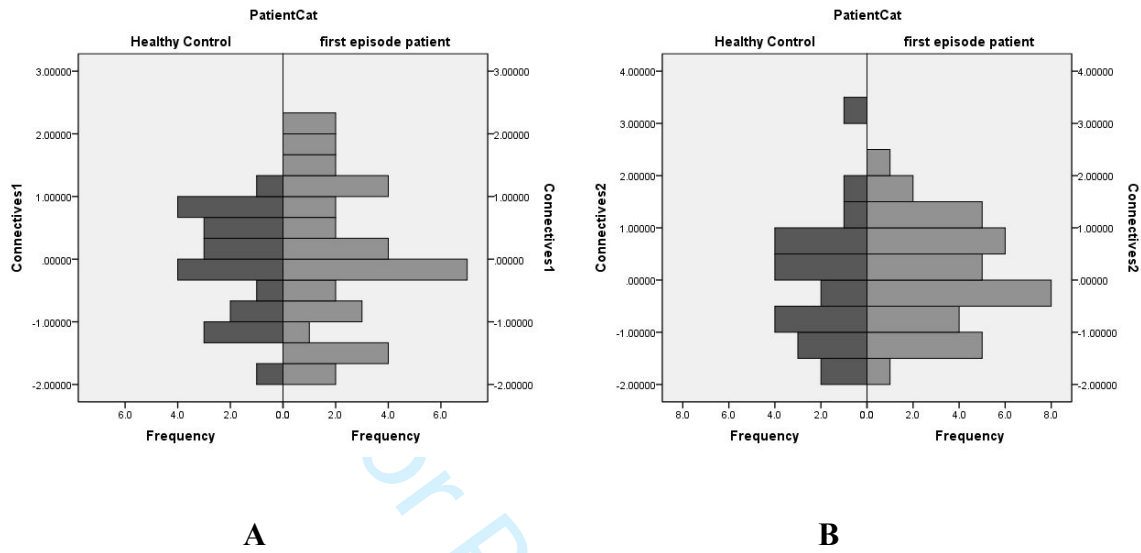 PatientCat
Healthy Control first episode patient
3.00000 3.00000
2.00000 2.00000
1.00000 1.00000
.00000 .00000
-1.00000 -1.00000
-2.00000 -2.00000
Connectives1
Connectives1
6.0 4.0 2.0 0.0 2.0 4.0 6.0
Frequency Frequency
A
PatientCat
Healthy Control first episode patient
4.00000 4.00000
3.00000 3.00000
2.00000 2.00000
1.00000 1.00000
.00000 .00000
-1.00000 -1.00000
-2.00000 -2.00000
Connectives2
Connectives2
8.0 6.0 4.0 2.0 0.0 2.0 4.0 6.0 8.0
Frequency Frequency
B